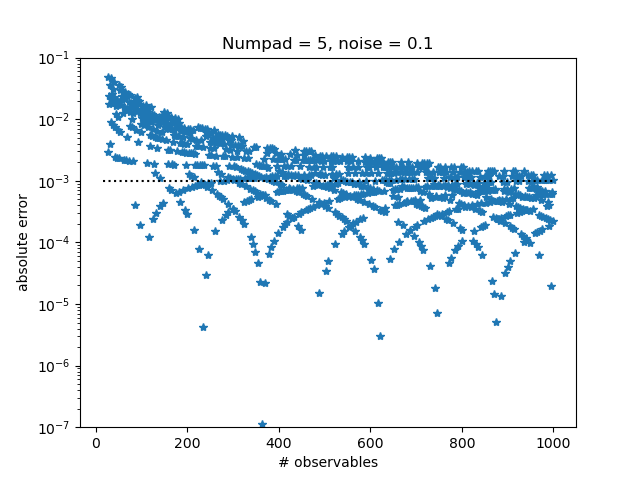 Numpad = 5, noise = 0.1
absolute error
10⁻¹
10⁻²
10⁻³
10⁻⁴
10⁻⁵
10⁻⁶
10⁻⁷
0 200 400 600 800 1000
# observables